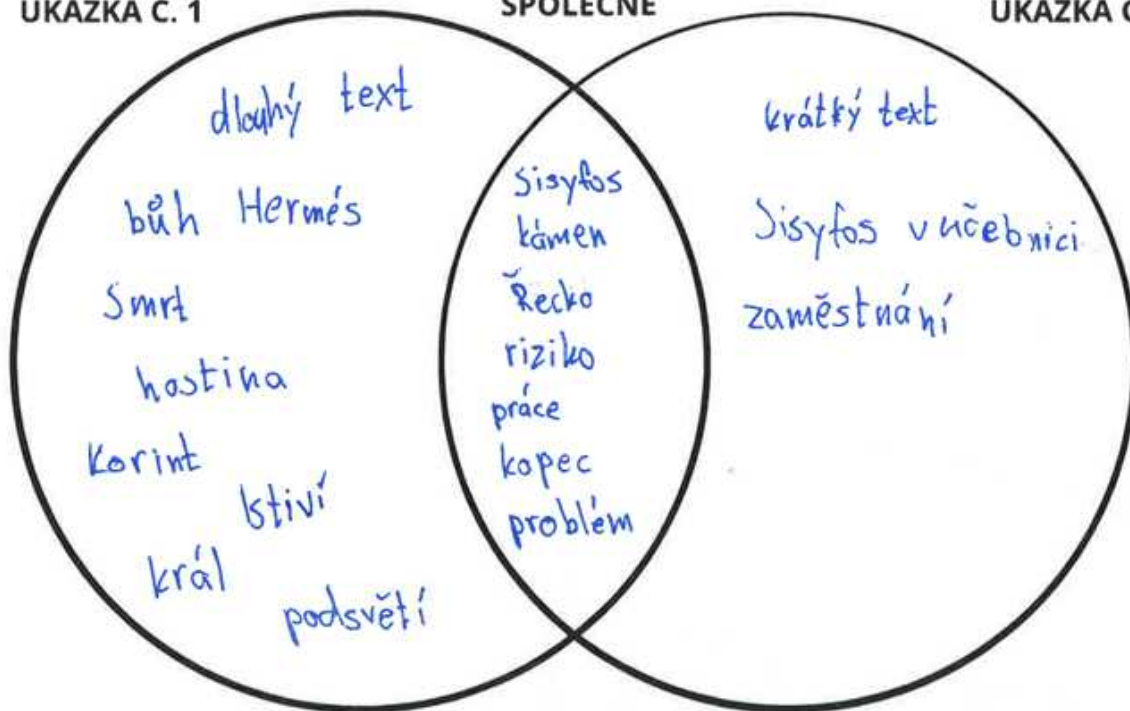 UKÁZKA Č. 1
SPOLEČNÉ
UKÁZKA Č
dlouhý text
bůh Hermés
Smrt
hostina
Korint
lstiví
král
podsvětí
Sisyfos
kámen
Řecko
riziko
práce
kopec
problém
krátký text
Sisyfos v učebnici
zaměstnání